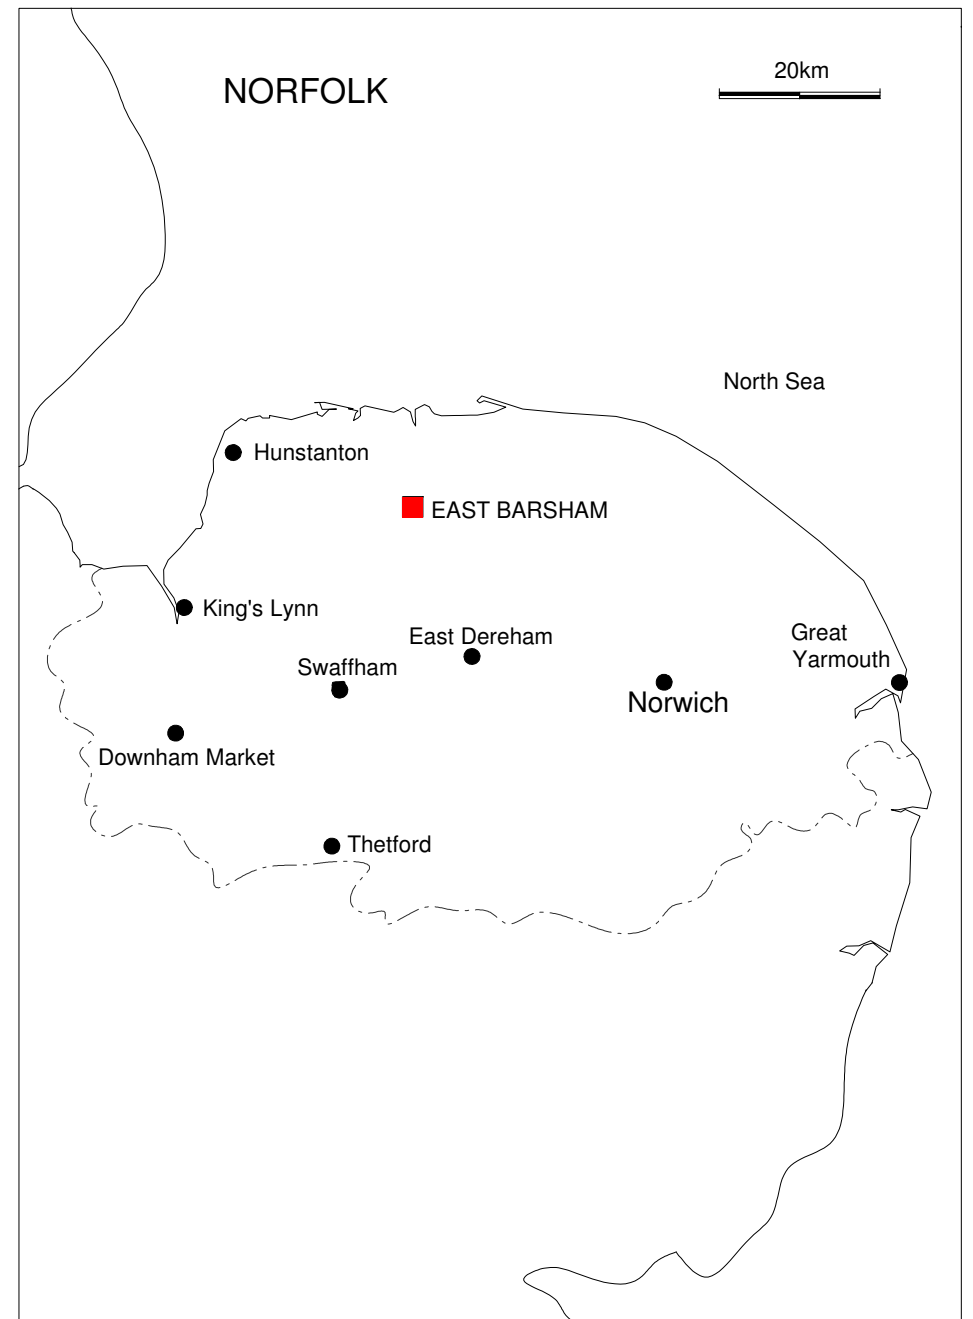 20km
NORFOLK
North Sea
Hunstanton
EAST BARSHAM
King's Lynn
Great
Yarmouth
East Dereham
Swaffham
Norwich
Downham Market
Thetford